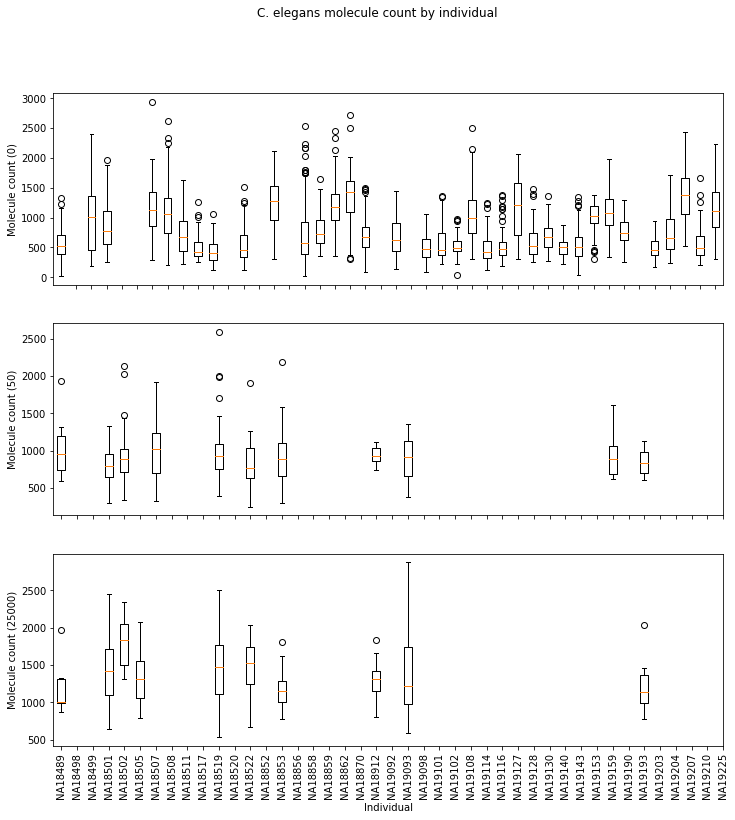 C. elegans molecule count by individual
Molecule count (0)
3000
2500
2000
1500
1000
500
0
Molecule count (50)
2500
2000
1500
1000
500
Molecule count (25000)
2500
2000
1500
1000
500
NA18489
NA18498
NA18499
NA18501
NA18502
NA18505
NA18507
NA18508
NA18511
NA18517
NA18519
NA18520
NA18522
NA18852
NA18853
NA18856
NA18858
NA18859
NA18862
NA18870
NA18912
NA19092
NA19093
NA19098
NA19101
NA19102
NA19108
NA19114
NA19116
NA19127
NA19128
NA19130
NA19140
NA19143
NA19153
NA19159
NA19190
NA19193
NA19203
NA19204
NA19207
NA19210
NA19225
Individual